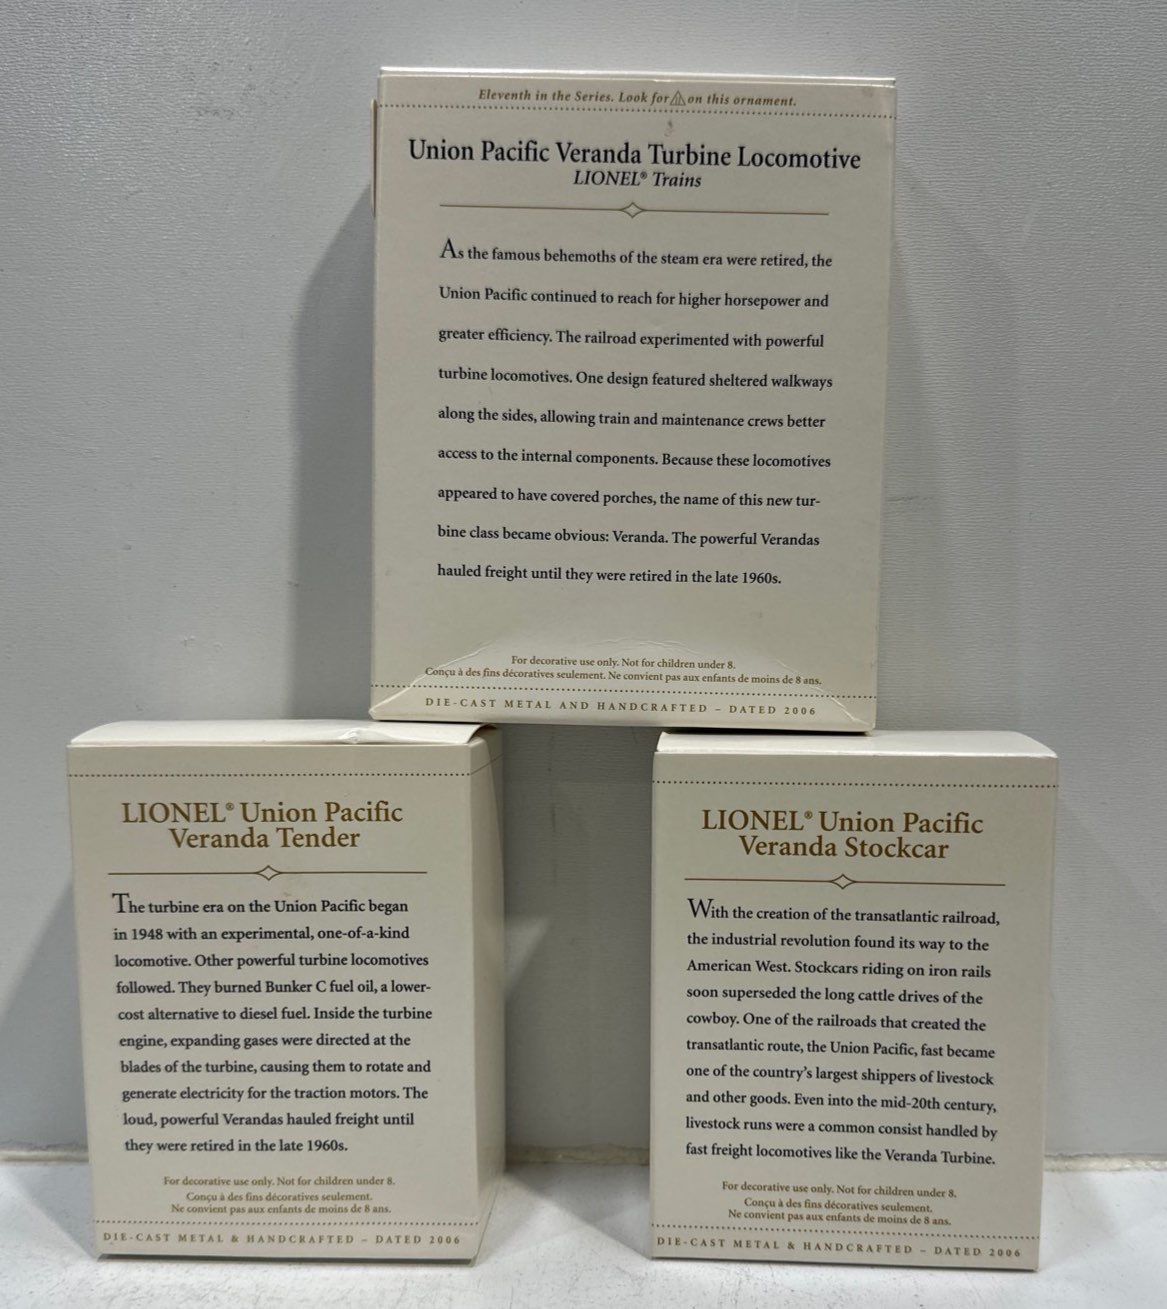 Eleventh in the Series. Look for on this ornament.
Union Pacific Veranda Turbine Locomotive
LIONEL® Trains
As the famous behemoths of the steam era were retired, the
Union Pacific continued to reach for higher horsepower and
greater efficiency. The railroad experimented with powerful
turbine locomotives. One design featured sheltered walkways
along the sides, allowing train and maintenance crews better
access to the internal components. Because these locomotives
appeared to have covered porches, the name of this new tur-
bine class became obvious: Veranda. The powerful Verandas
hauled freight until they were retired in the late 1960s.
For decorative use only. Not for children under 8.
Conçu à des fins décoratives seulement. Ne convient pas aux enfants de moins de 8 ans.
DIE-CAST METAL AND HANDCRAFTED – DATED 2006
LIONEL® Union Pacific
Veranda Tender
The turbine era on the Union Pacific began
in 1948 with an experimental, one-of-a-kind
locomotive. Other powerful turbine locomotives
followed. They burned Bunker C fuel oil, a lower-
cost alternative to diesel fuel. Inside the turbine
engine, expanding gases were directed at the
blades of the turbine, causing them to rotate and
generate electricity for the traction motors. The
loud, powerful Verandas hauled freight until
they were retired in the late 1960s.
For decorative use only. Not for children under 8.
Conçu à des fins décoratives seulement.
Ne convient pas aux enfants de moins de 8 ans.
DIE-CAST METAL & HANDCRAFTED – DATED 2006
LIONEL® Union Pacific
Veranda Stockcar
With the creation of the transatlantic railroad,
the industrial revolution found its way to the
American West. Stockcars riding on iron rails
soon superseded the long cattle drives of the
cowboy. One of the railroads that created the
transatlantic route, the Union Pacific, fast became
one of the country's largest shippers of livestock
and other goods. Even into the mid-20th century,
livestock runs were a common consist handled by
fast freight locomotives like the Veranda Turbine.
For decorative use only. Not for children under 8.
Conçu à des fins décoratives seulement.
Ne convient pas aux enfants de moins de 8 ans.
DIE-CAST METAL & HANDCRAFTED – DATED 2006